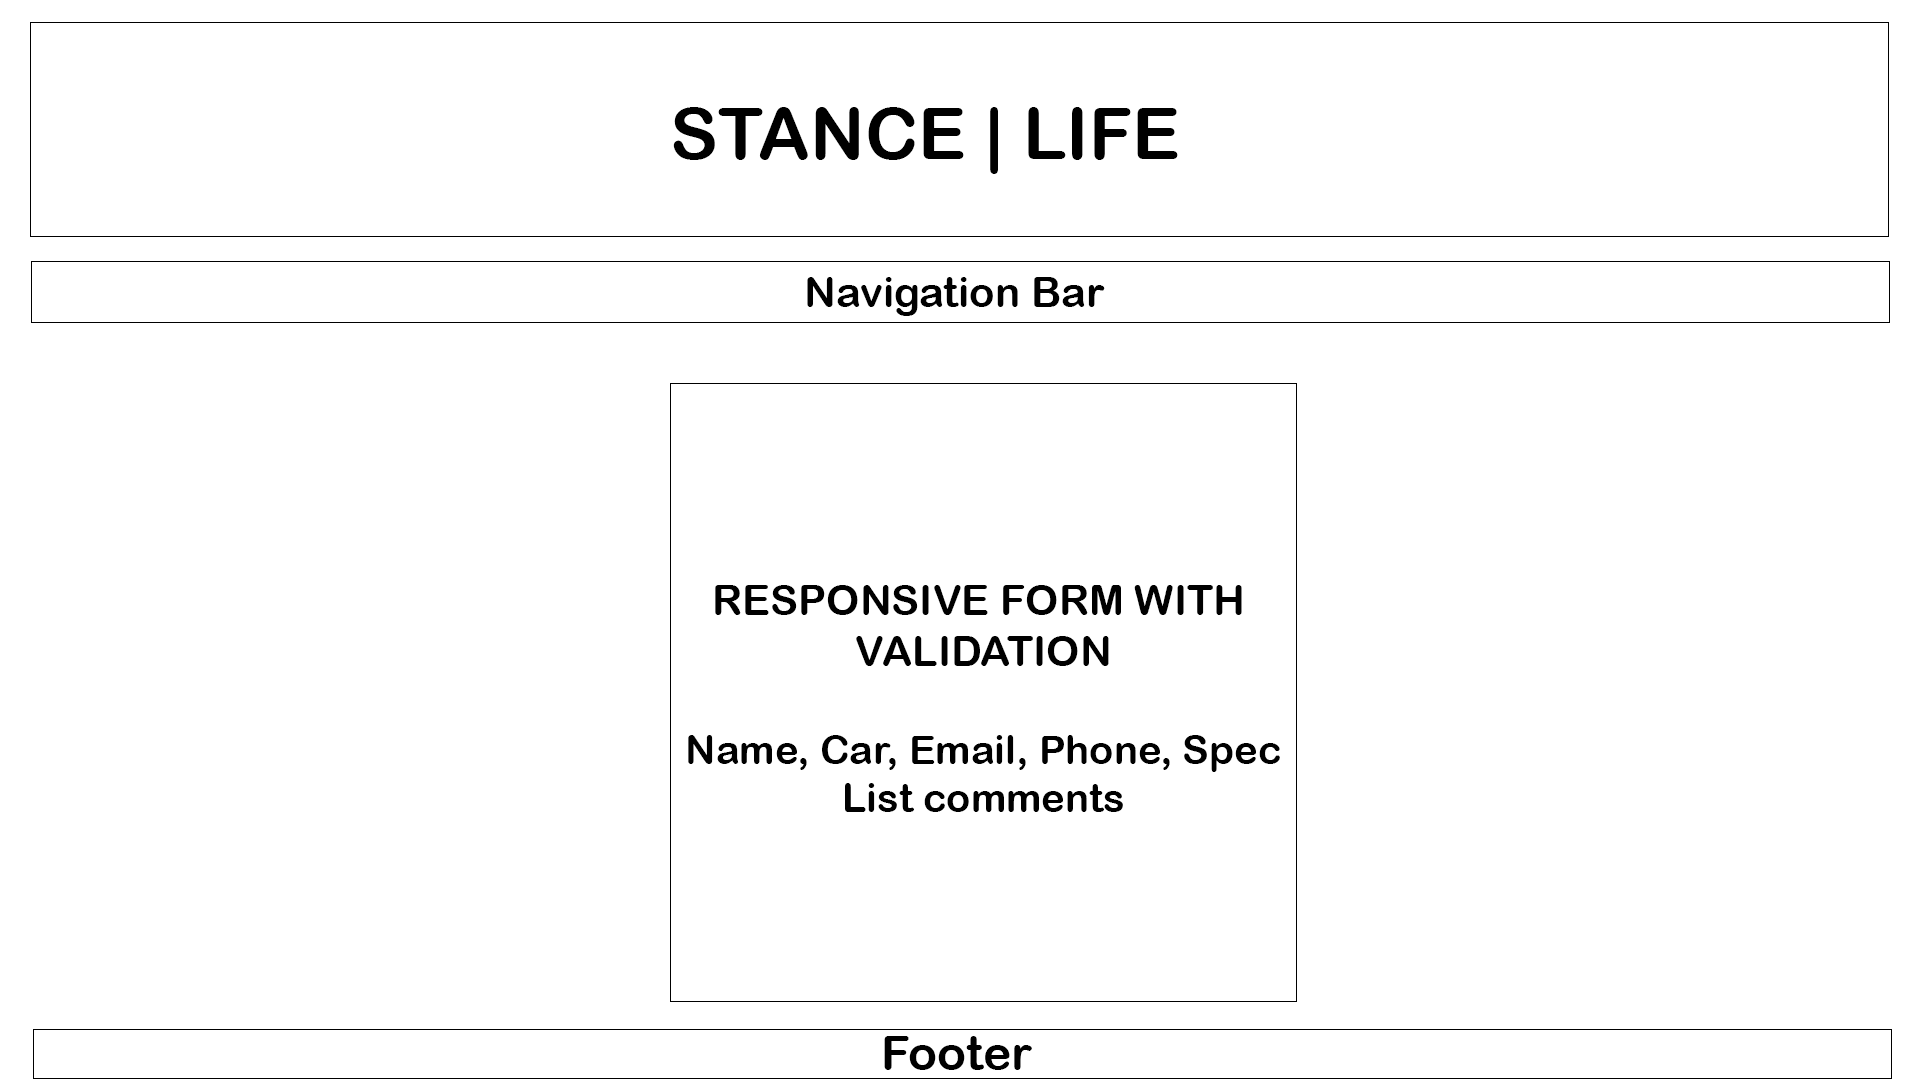 STANCE | LIFE
Navigation Bar
RESPONSIVE FORM WITH
VALIDATION
Name, Car, Email, Phone, Spec
List comments
Footer